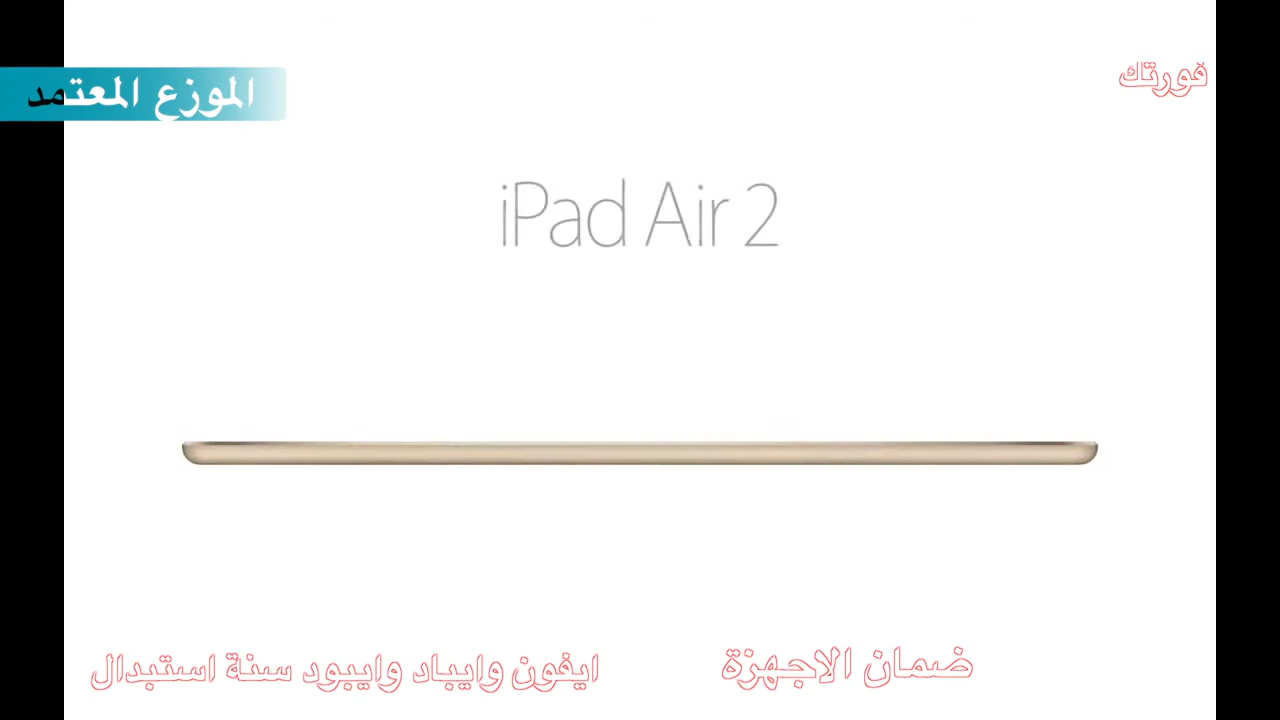 الموزع المعتمد
فورتك
iPad Air 2
ضمان الاجهزة
ايفون وايباد وايبود سنة استبدال